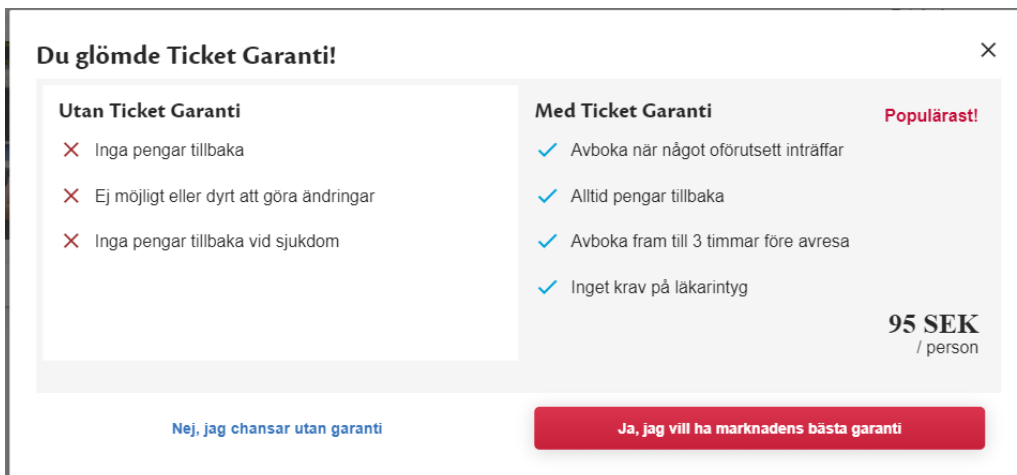 Du glömde Ticket Garanti!
Utan Ticket Garanti
Inga pengar tillbaka
Ej möjligt eller dyrt att göra ändringar
Inga pengar tillbaka vid sjukdom
Med Ticket Garanti
Populärast!
Avboka när något oförutsett inträffar
Alltid pengar tillbaka
Avboka fram till 3 timmar före avresa
Inget krav på läkarintyg
95 SEK
/ person
Nej, jag chansar utan garanti
Ja, jag vill ha marknadens bästa garanti